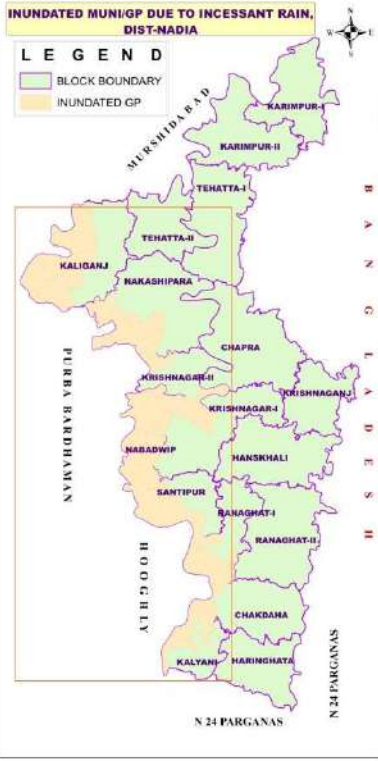 INUNDATED MUNI/GP DUE TO INCESSANT RAIN,
DIST-NADIA
N
W
E
S
L E G E N D
BLOCK BOUNDARY
INUNDATED GP
MURSHIDABAD
KARIMPUR-I
KARIMPUR-II
TEHATTA-I
BANGLADESH
TEHATTA-II
KALIGANJ
NAKASHIPARA
PURBA BARDHAMAN
CHAPRA
KRISHNAGAR-II
KRISHNAGANJ
KRISHNAGAR-I
NABADWIP
HANSKHALI
SANTIPUR
RANAGHAT-I
RANAGHAT-II
HOOGHLY
CHAKDAHA
KALYANI
HARINGHATA
N 24 PARGANAS
N 24 PARGANAS